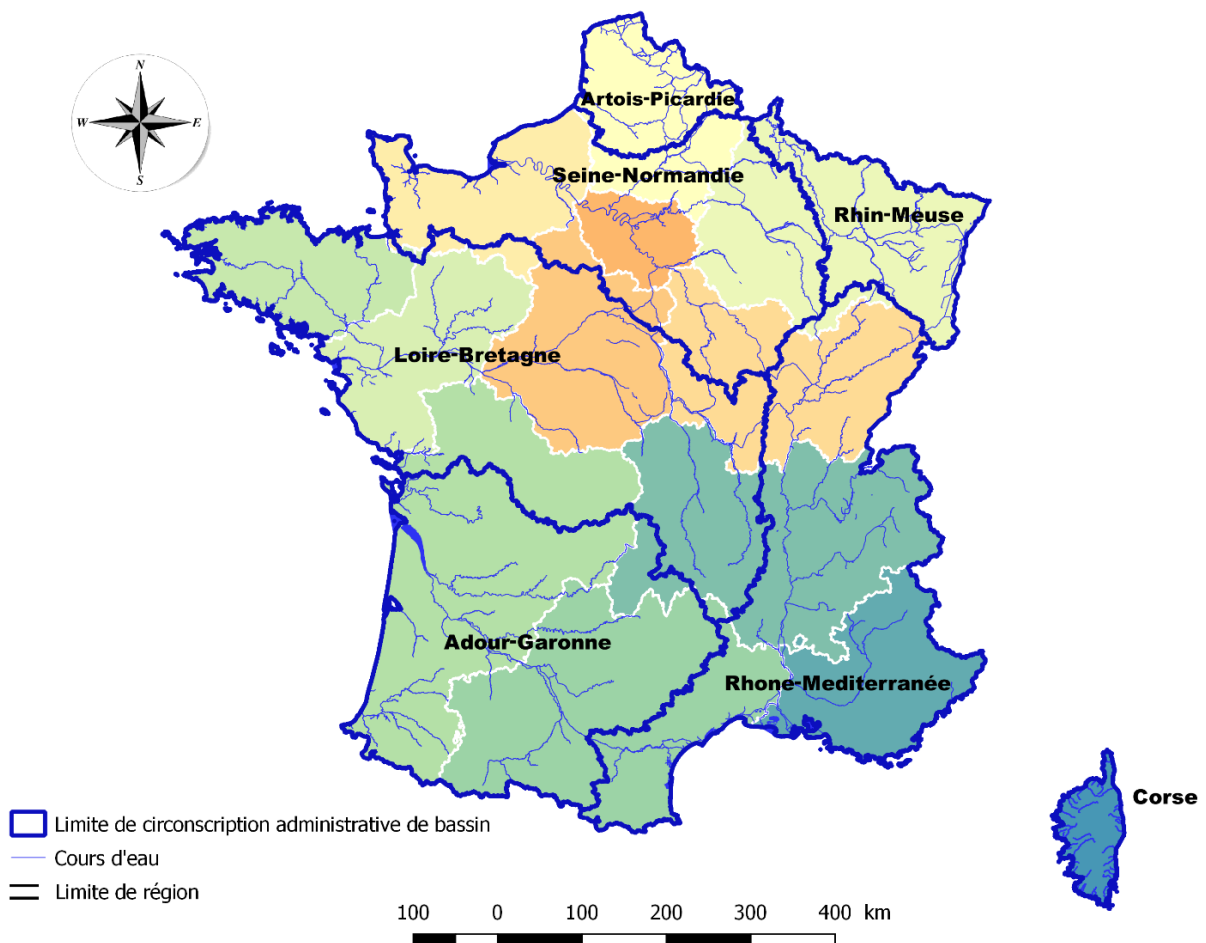 N
W
E
S
Artois-Picardie
Seine-Normandie
Rhin-Meuse
Loire-Bretagne
Adour-Garonne
Rhone-Mediterranée
Corse
Limite de circonscription administrative de bassin
Cours d'eau
Limite de région
100 0 100 200 300 400 km